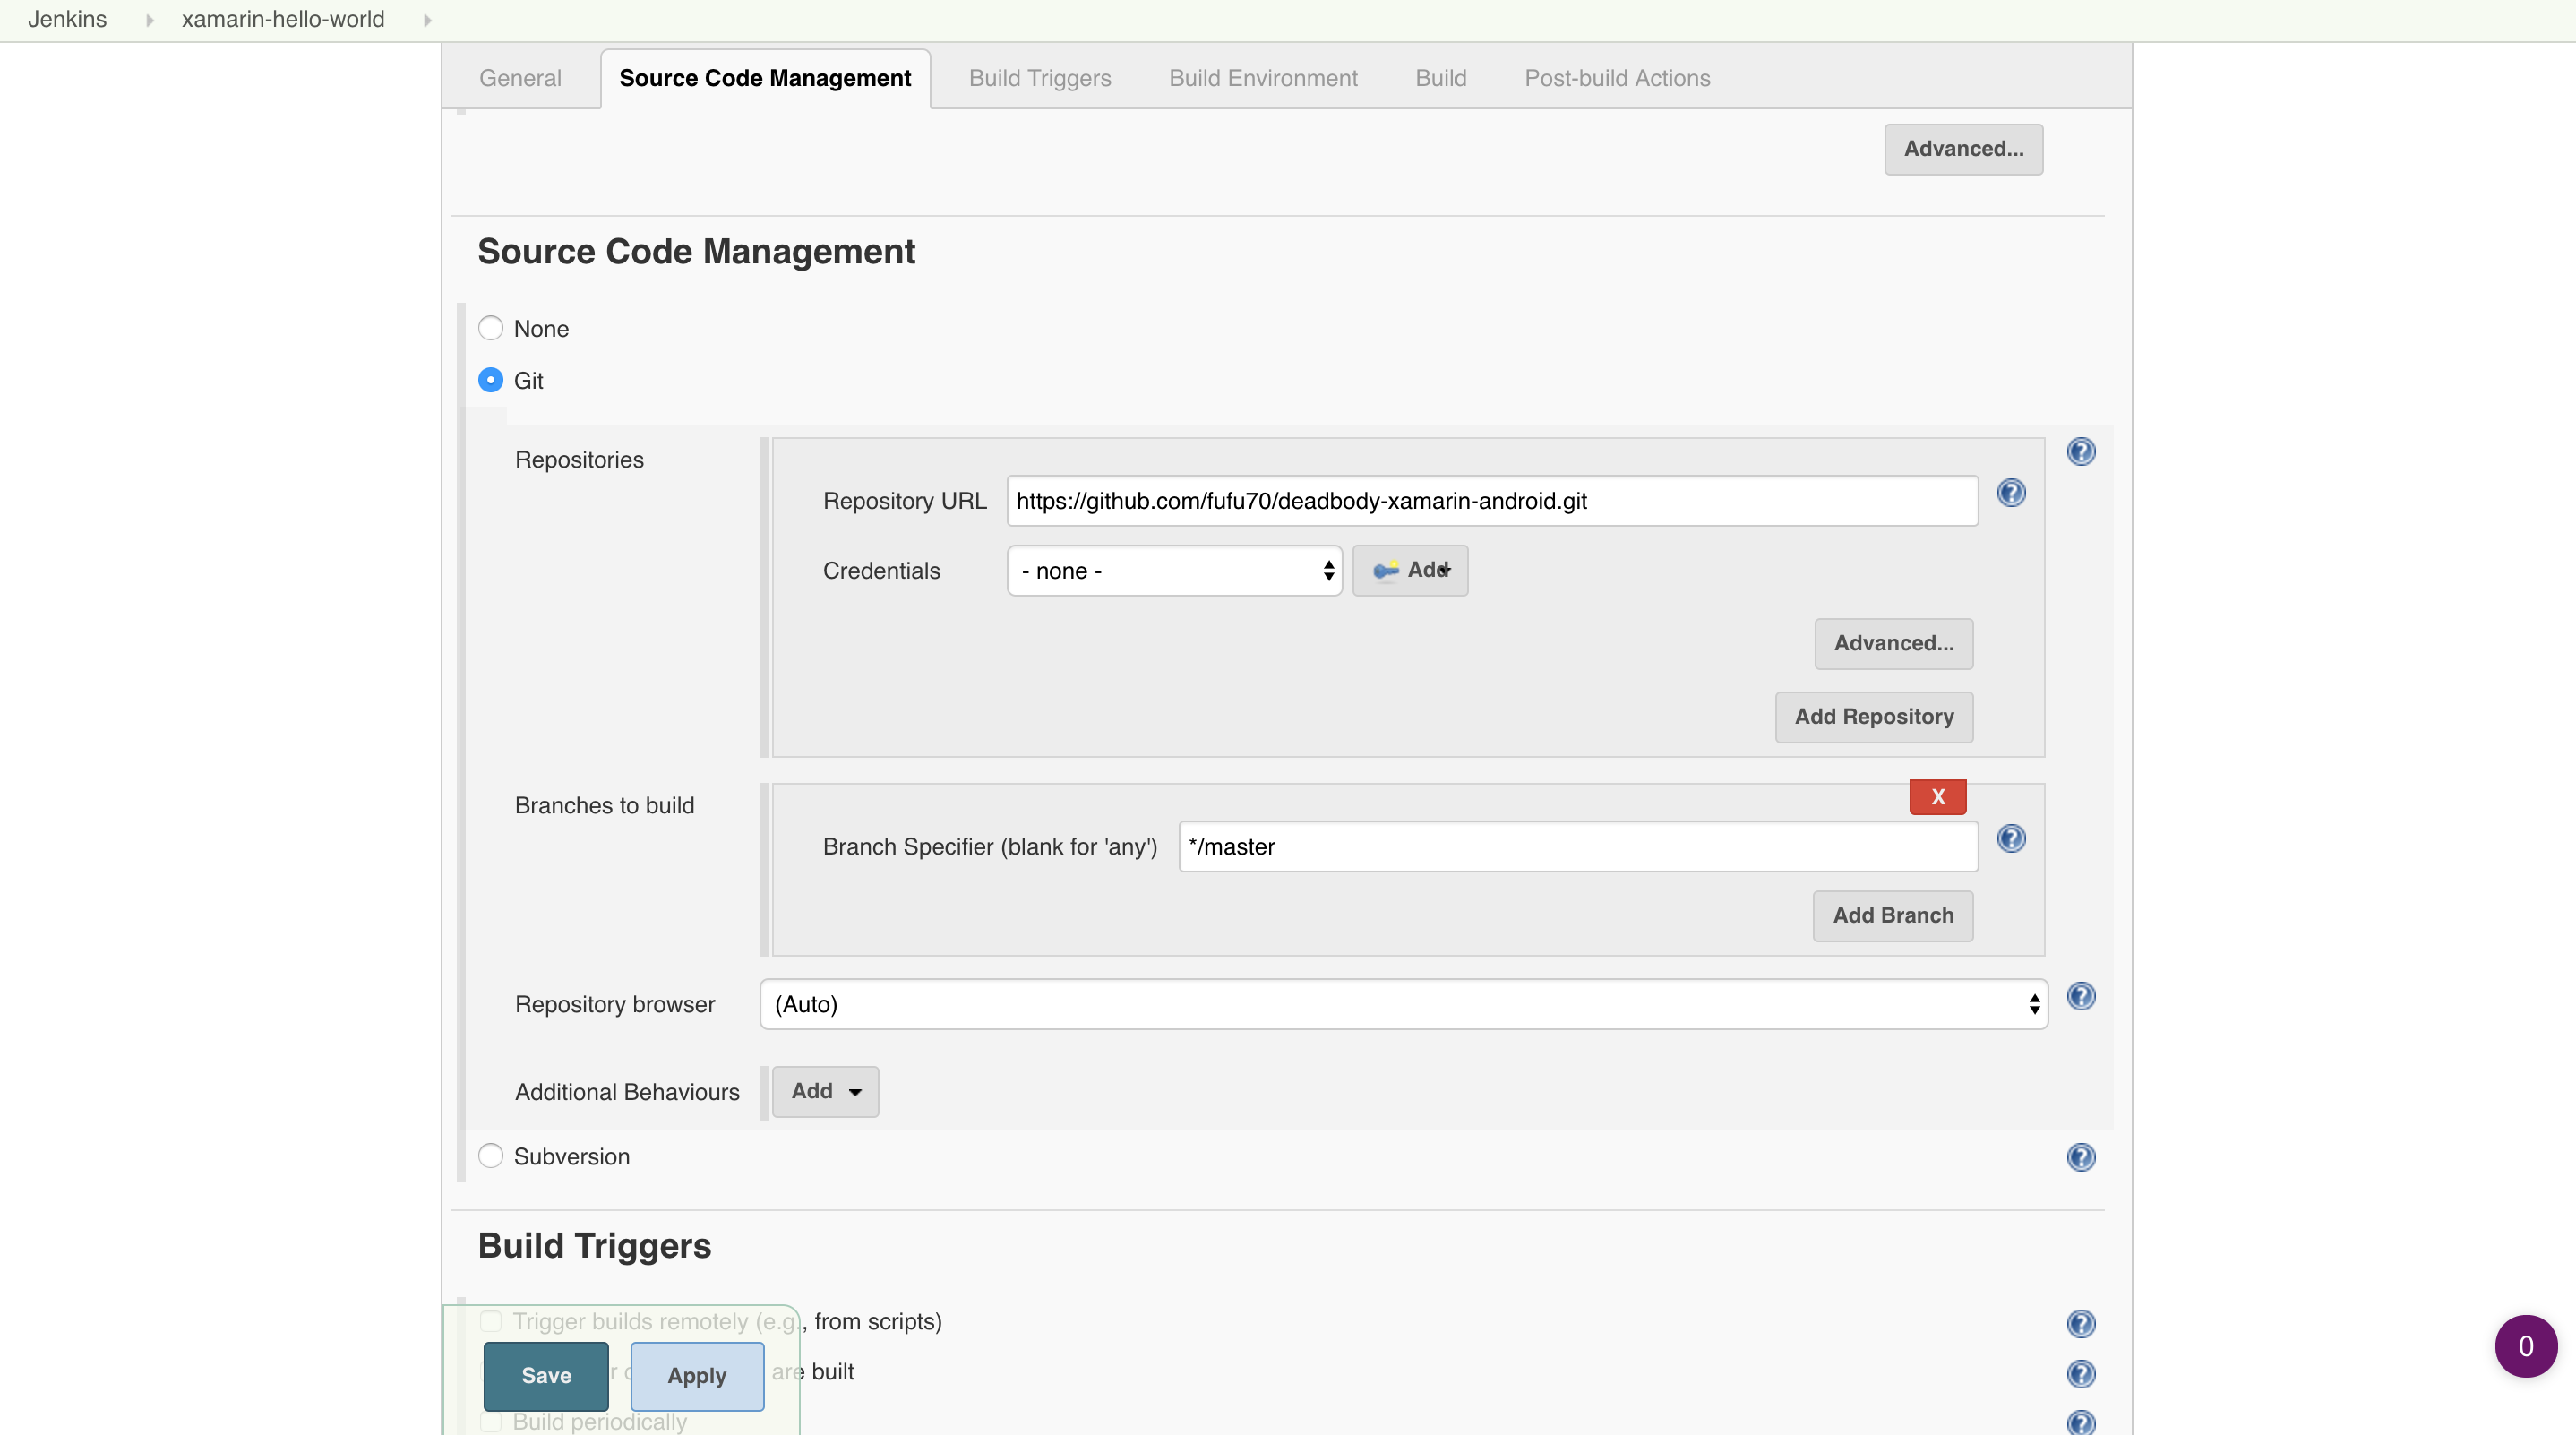 Jenkins xamarin-hello-world
General Source Code Management Build Triggers Build Environment Build Post-build Actions
Advanced...
Source Code Management
None
Git
Repositories
Repository URL https://github.com/fufu70/deadbody-xamarin-android.git
Credentials - none - Add
Advanced...
Add Repository
Branches to build
X
Branch Specifier (blank for 'any') */master
Add Branch
Repository browser (Auto)
Additional Behaviours Add
Subversion
Build Triggers
Trigger builds remotely (e.g., from scripts)
are built
Save Apply
Build periodically
0